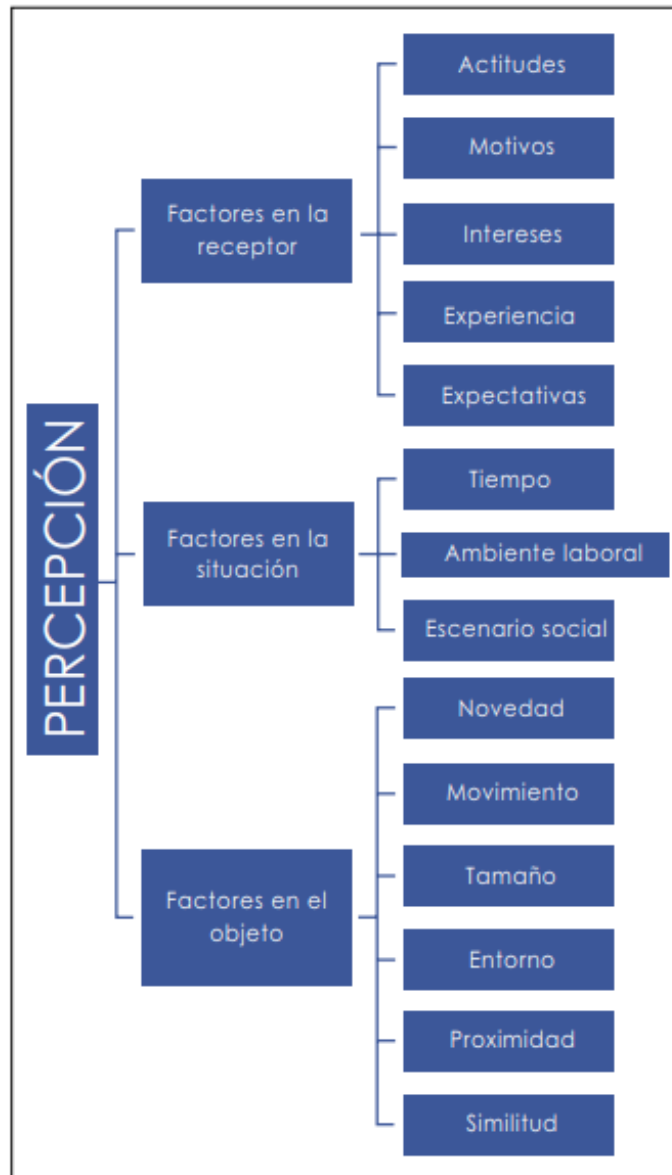 PERCEPCIÓN
Factores en la
receptor
Actitudes
Motivos
Intereses
Experiencia
Expectativas
Factores en la
situación
Tiempo
Ambiente laboral
Escenario social
Factores en el
objeto
Novedad
Movimiento
Tamaño
Entorno
Proximidad
Similitud